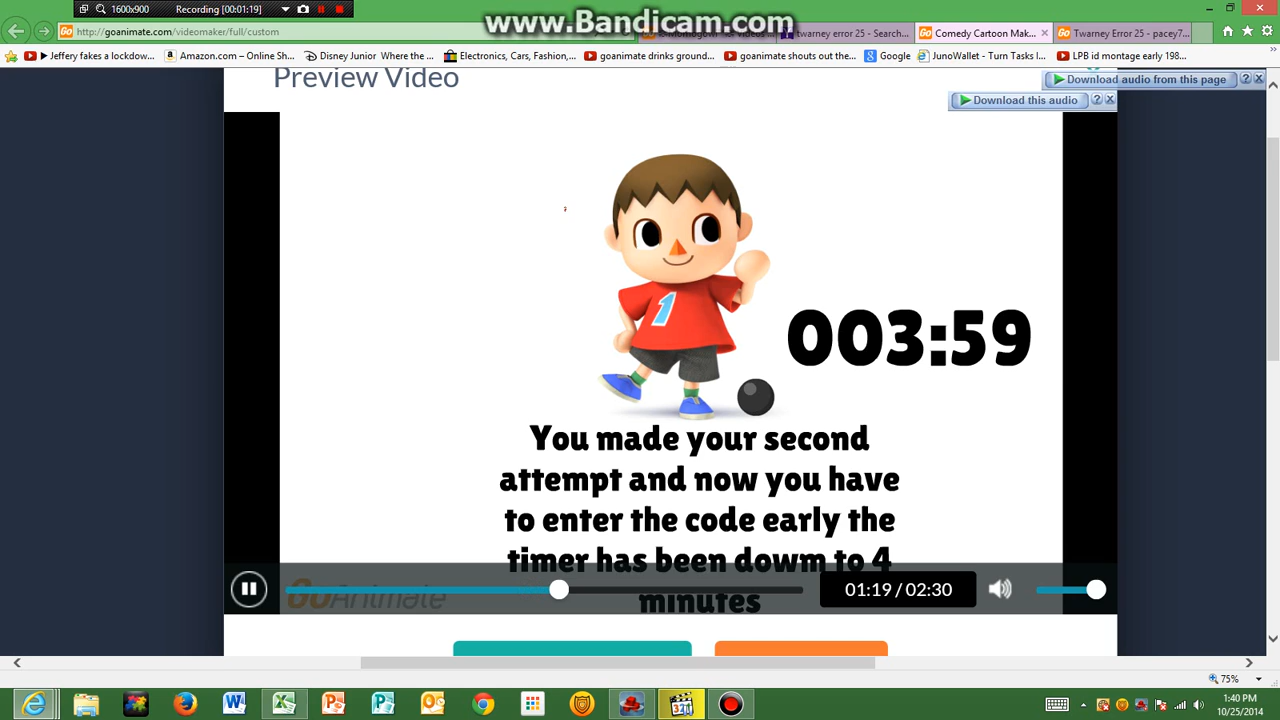 1600x900 Recording [00:01:19]
www.Bandicam.com
http://goanimate.com/videomaker/full/custom
twarney error 25 - Search...
Comedy Cartoon Mak...
Twarney Error 25 - pacey7...
Jeffery fakes a lockdow...
Amazon.com – Online Sh...
Disney Junior Where the ...
Electronics, Cars, Fashion,...
goanimate drinks ground...
goanimate shouts out the...
Google
JunoWallet - Turn Tasks I...
LPB id montage early 198...
Preview Video
Download audio from this page
Download this audio
1
003:59
You made your second
attempt and now you have
to enter the code early the
timer has been dowm to 4
minutes
GoAnimate
01:19 / 02:30
75%
1:40 PM
10/25/2014